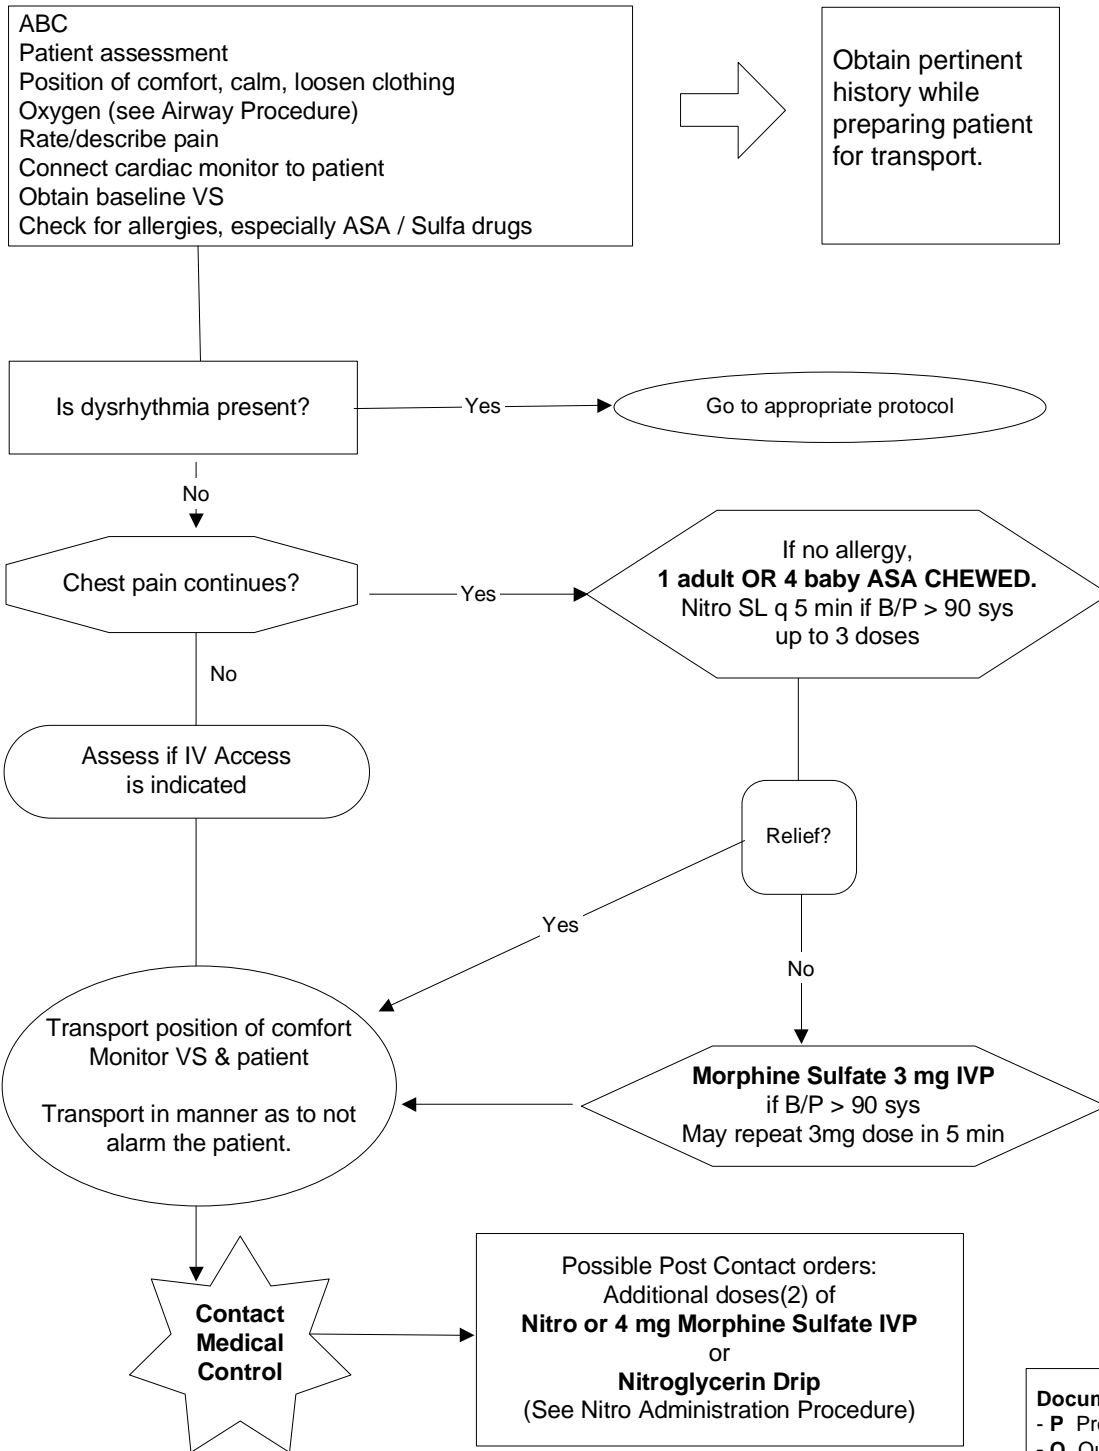 ABC
Patient assessment
Position of comfort, calm, loosen clothing
Oxygen (see Airway Procedure)
Rate/describe pain
Connect cardiac monitor to patient
Obtain baseline VS
Check for allergies, especially ASA / Sulfa drugs
Obtain pertinent
history while
preparing patient
for transport.
Is dysrhythmia present?
Yes
Go to appropriate protocol
No
Chest pain continues?
Yes
If no allergy,
1 adult OR 4 baby ASA CHEWED.
Nitro SL q 5 min if B/P > 90 sys
up to 3 doses
No
Assess if IV Access
is indicated
Relief?
Yes
No
Transport position of comfort
Monitor VS & patient
Transport in manner as to not
alarm the patient.
Morphine Sulfate 3 mg IVP
if B/P > 90 sys
May repeat 3mg dose in 5 min
Contact
Medical
Control
Possible Post Contact orders:
Additional doses(2) of
Nitro or 4 mg Morphine Sulfate IVP
or
Nitroglycerin Drip
(See Nitro Administration Procedure)
- P